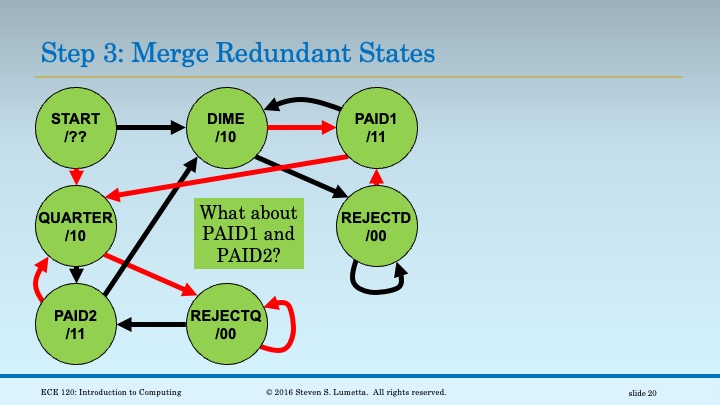 Step 3: Merge Redundant States
START
/??
DIME
/10
PAID1
/11
QUARTER
/10
What about
PAID1 and
PAID2?
REJECTD
/00
PAID2
/11
REJECTQ
/00
ECE 120: Introduction to Computing
© 2016 Steven S. Lumetta. All rights reserved.
slide 20